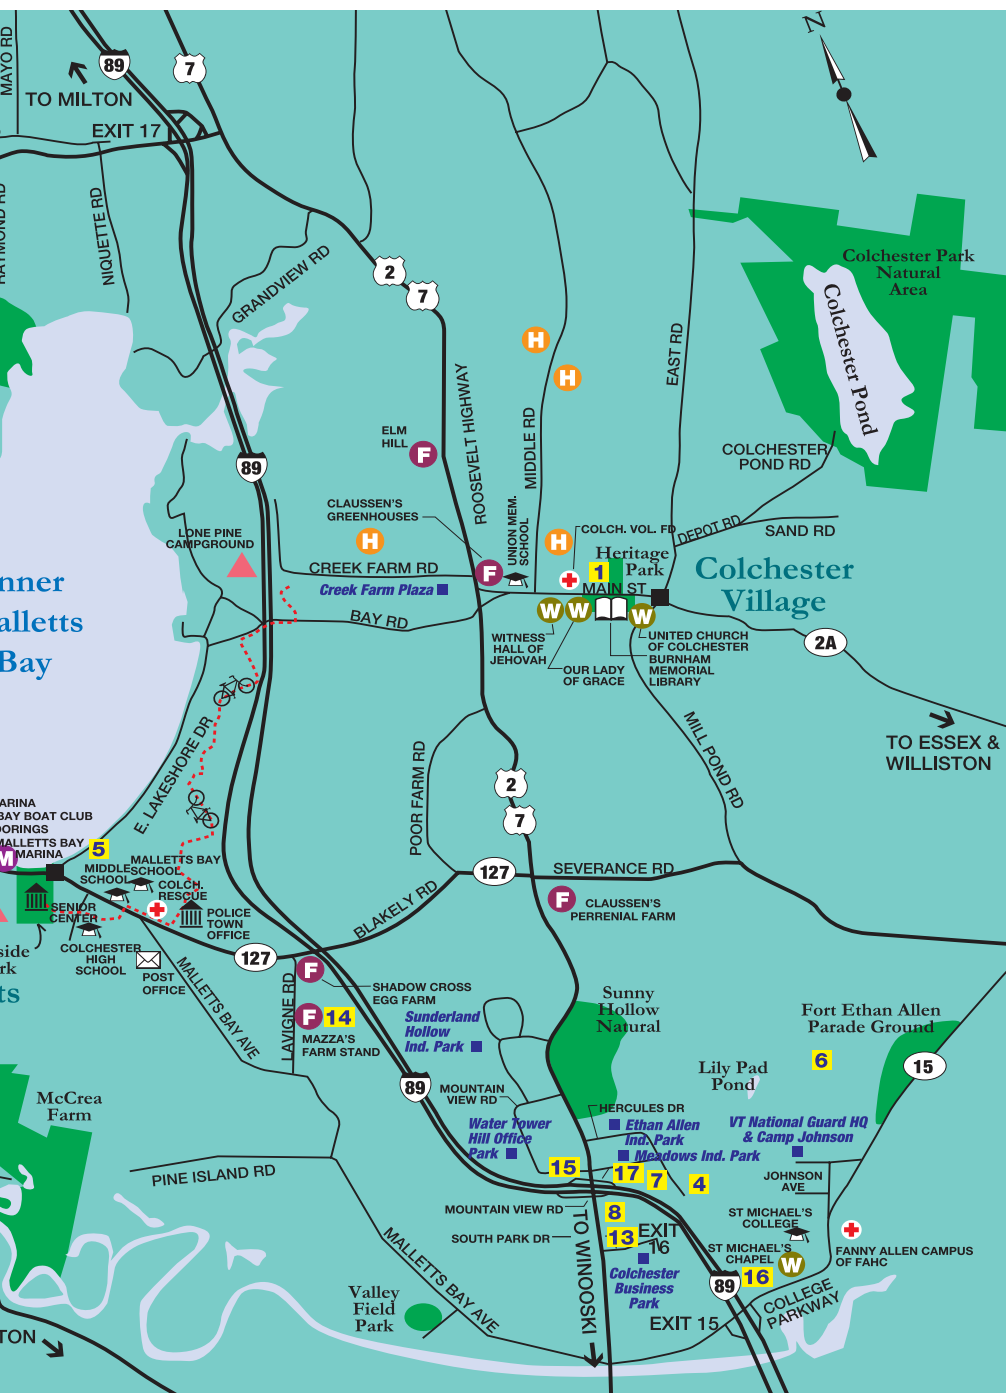 MAYO RD
89
7
N
TO MILTON
EXIT 17
RAYMOND RD
NIQUETTE RD
GRANDVIEW RD
2
7
Colchester Park
Natural
Area
Colchester Pond
H
H
EAST RD
ROOSEVELT HIGHWAY
MIDDLE RD
ELM
HILL
F
89
COLCHESTER
POND RD
CLAUSSEN'S
GREENHOUSES
UNION MEM.
SCHOOL
COLCH. VOL. FD
DEPOT RD
SAND RD
LONE PINE
CAMPGROUND
H
H
Heritage
Park
1
CREEK FARM RD
F
Creek Farm Plaza
MAIN ST
Colchester
Village
nner
alletts
Bay
BAY RD
W
W
W
WITNESS
HALL OF
JEHOVAH
OUR LADY
OF GRACE
UNITED CHURCH
OF COLCHESTER
BURNHAM
MEMORIAL
LIBRARY
2A
TO ESSEX &
WILLISTON
E. LAKESHORE DR
POOR FARM RD
MILL POND RD
2
7
ARINA
BAY BOAT CLUB
OORINGS
MALLETTS BAY
MARINA
M
5
MIDDLE
SCHOOL
MALLETTS BAY
SCHOOL
COLCH.
RESCUE
SENIOR
CENTER
POLICE
TOWN
OFFICE
COLCHESTER
HIGH
SCHOOL
POST
OFFICE
127
SEVERANCE RD
BLAKELY RD
F
CLAUSSEN'S
PERRENIAL FARM
side
rk
ts
127
MALLETTS BAY AVE
LAVIGNE RD
F
SHADOW CROSS
EGG FARM
F
14
MAZZA'S
FARM STAND
Sunderland
Hollow
Ind. Park
Sunny
Hollow
Natural
Fort Ethan Allen
Parade Ground
6
15
Lily Pad
Pond
89
McCrea
Farm
MOUNTAIN
VIEW RD
HERCULES DR
Water Tower
Hill Office
Park
Ethan Allen
Ind. Park
Meadows Ind. Park
VT National Guard HQ
& Camp Johnson
PINE ISLAND RD
15
17
7
4
JOHNSON
AVE
MOUNTAIN VIEW RD
8
ST MICHAEL'S
COLLEGE
SOUTH PARK DR
13
EXIT
16
ST MICHAEL'S
CHAPEL
W
16
FANNY ALLEN CAMPUS
OF FAHC
MALLETTS BAY AVE
TO WINOOSKI
Colchester
Business
Park
89
COLLEGE
PARKWAY
Valley
Field
Park
EXIT 15
TON